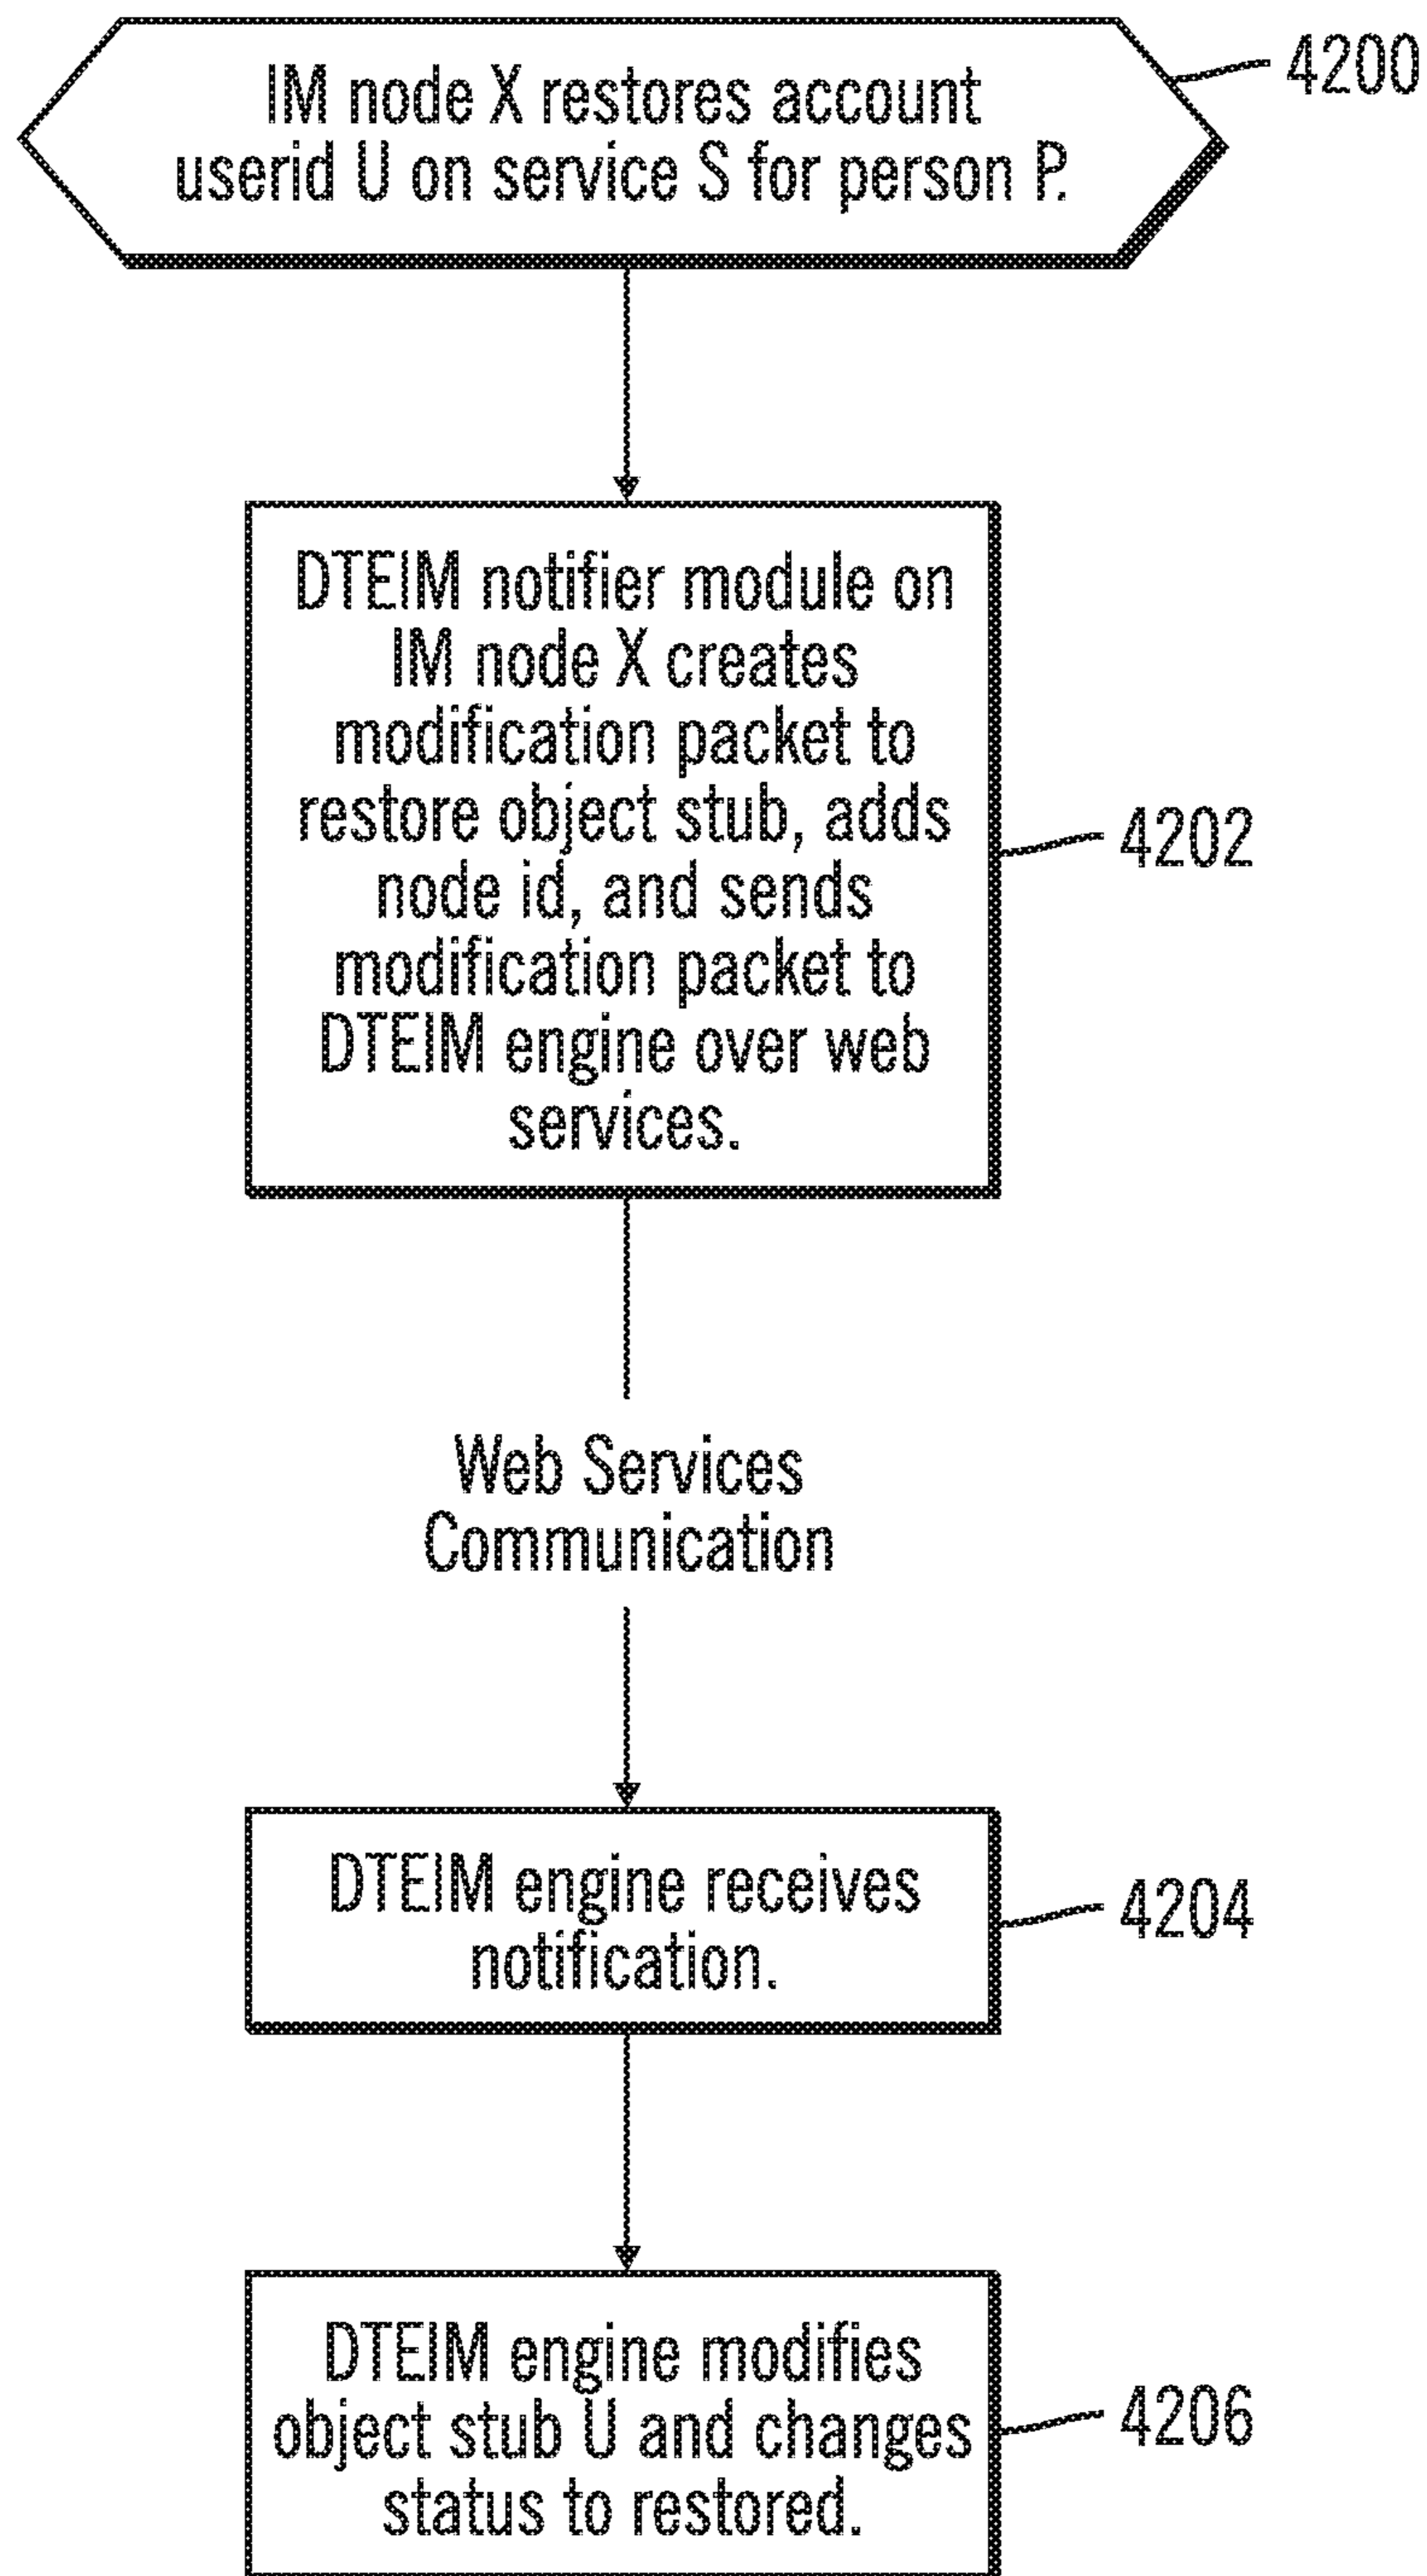 IM node X restores account
userid U on service S for person P.
4200
DTEIM notifier module on
IM node X creates
modification packet to
restore object stub, adds
node id, and sends
modification packet to
DTEIM engine over web
services.
4202
Web Services
Communication
DTEIM engine receives
notification.
4204
DTEIM engine modifies
object stub U and changes
status to restored.
4206